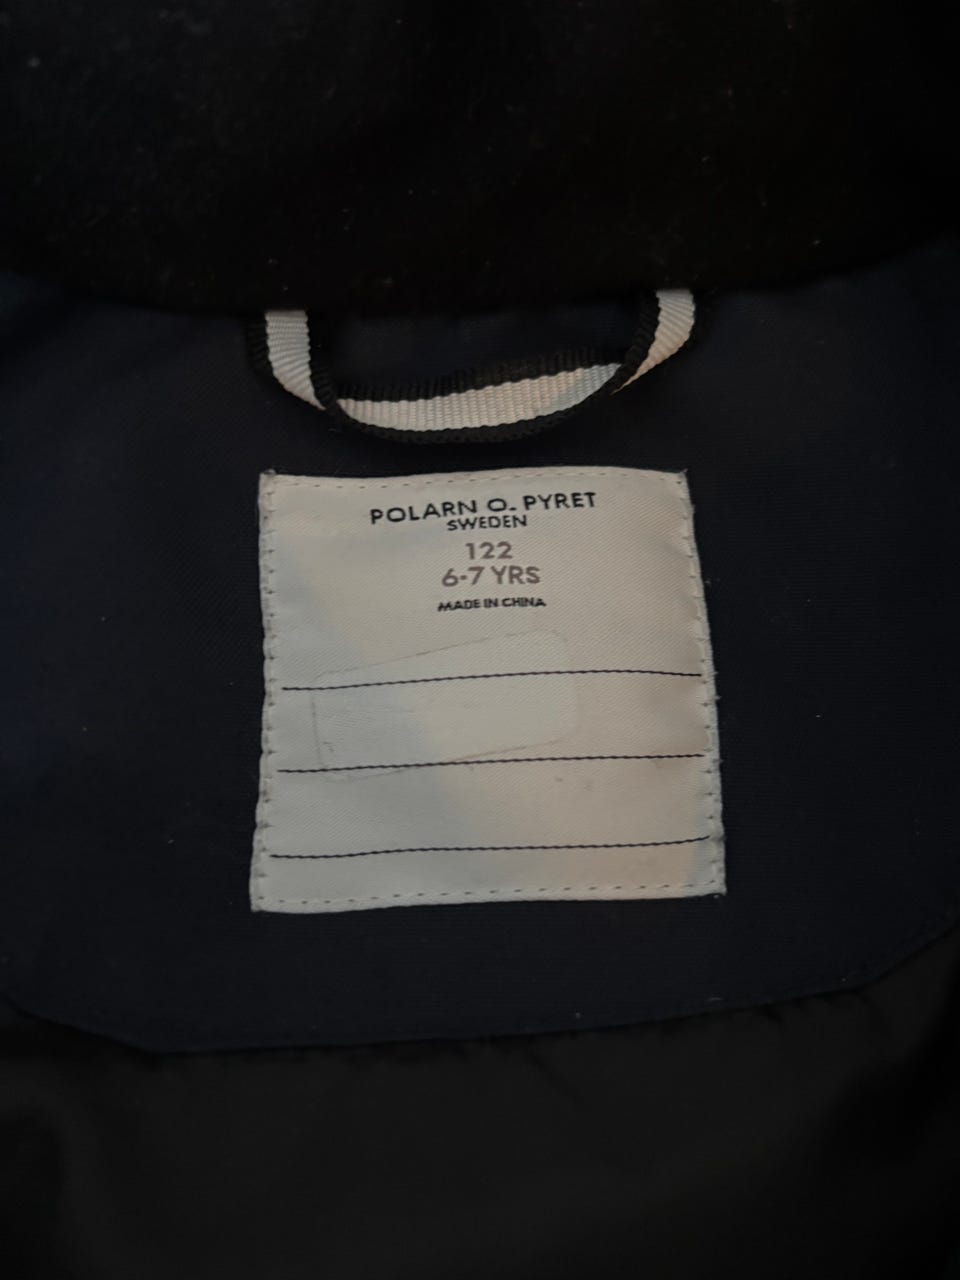 POLARN O. PYRET
SWEDEN
122
6-7 YRS
MADE IN CHINA